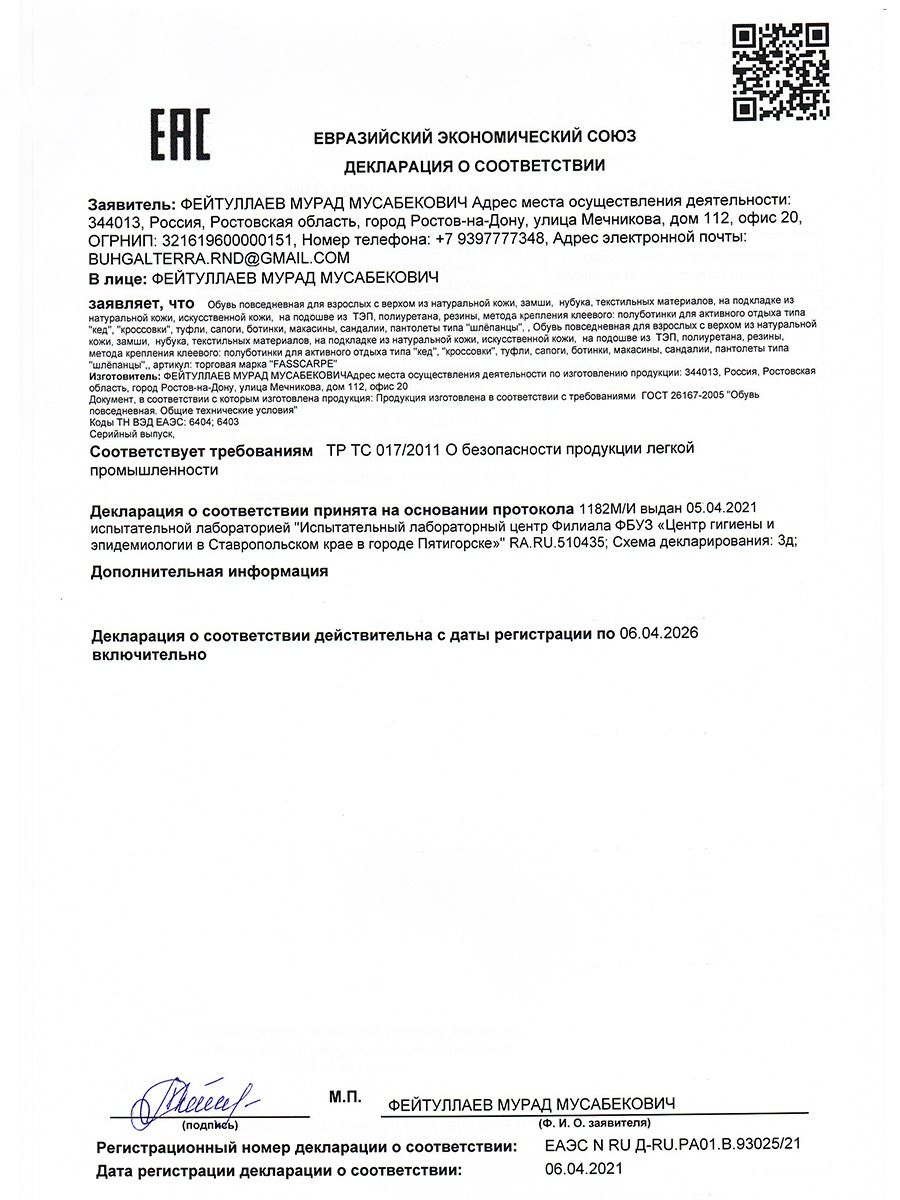 ЕАС
ЕВРАЗИЙСКИЙ ЭКОНОМИЧЕСКИЙ СОЮЗ
ДЕКЛАРАЦИЯ О СООТВЕТСТВИИ
Заявитель: ФЕЙТУЛЛАЕВ МУРАД МУСАБЕКОВИЧ Адрес места осуществления деятельности:
344013, Россия, Ростовская область, город Ростов-на-Дону, улица Мечникова, дом 112, офис 20,
ОГРНИП: 321619600000151, Номер телефона: +7 9397777348, Адрес электронной почты:
BUHGALTERRA.RND@GMAIL.COM
В лице: ФЕЙТУЛЛАЕВ МУРАД МУСАБЕКОВИЧ
заявляет, что Обувь повседневная для взрослых с верхом из натуральной кожи, замши, нубука, текстильных материалов, на подкладке из
натуральной кожи, искусственной кожи, на подошве из ТЭП, полиуретана, резины, метода крепления клеевого: полуботинки для активного отдыха типа
"кед", "кроссовки", туфли, сапоги, ботинки, макасины, сандалии, пантолеты типа "шлёпанцы". , Обувь повседневная для взрослых с верхом из натуральной
кожи, замши, нубука, текстильных материалов, на подкладке из натуральной кожи, искусственной кожи, на подошве из ТЭП, полиуретана, резины,
метода крепления клеевого: полуботинки для активного отдыха типа "кед", "кроссовки", туфли, сапоги, ботинки, макасины, сандалии, пантолеты типа
"шлёпанцы",, артикул: торговая марка "FASSCARPE"
Изготовитель: ФЕЙТУЛЛАЕВ МУРАД МУСАБЕКОВИЧАдрес места осуществления деятельности по изготовлению продукции: 344013, Россия, Ростовская
область, город Ростов-на-Дону, улица Мечникова, дом 112, офис 20
Документ, в соответствии с которым изготовлена продукция: Продукция изготовлена в соответствии с требованиями ГОСТ 26167-2005 "Обувь
повседневная. Общие технические условия"
Коды ТН ВЭД ЕАЭС: 6404; 6403
Серийный выпуск,
Соответствует требованиям ТР ТС 017/2011 О безопасности продукции легкой
промышленности
Декларация о соответствии принята на основании протокола 1182М/И выдан 05.04.2021
испытательной лабораторией "Испытательный лабораторный центр Филиала ФБУЗ «Центр гигиены и
эпидемиологии в Ставропольском крае в городе Пятигорске»" RA.RU.510435; Схема декларирования: 3д;
Дополнительная информация
Декларация о соответствии действительна с даты регистрации по 06.04.2026
включительно
М.П.
ФЕЙТУЛЛАЕВ МУРАД МУСАБЕКОВИЧ
(подпись)
(Ф. И. О. заявителя)
Регистрационный номер декларации о соответствии: ЕАЭС N RU Д-RU.РА01.В.93025/21
Дата регистрации декларации о соответствии: 06.04.2021